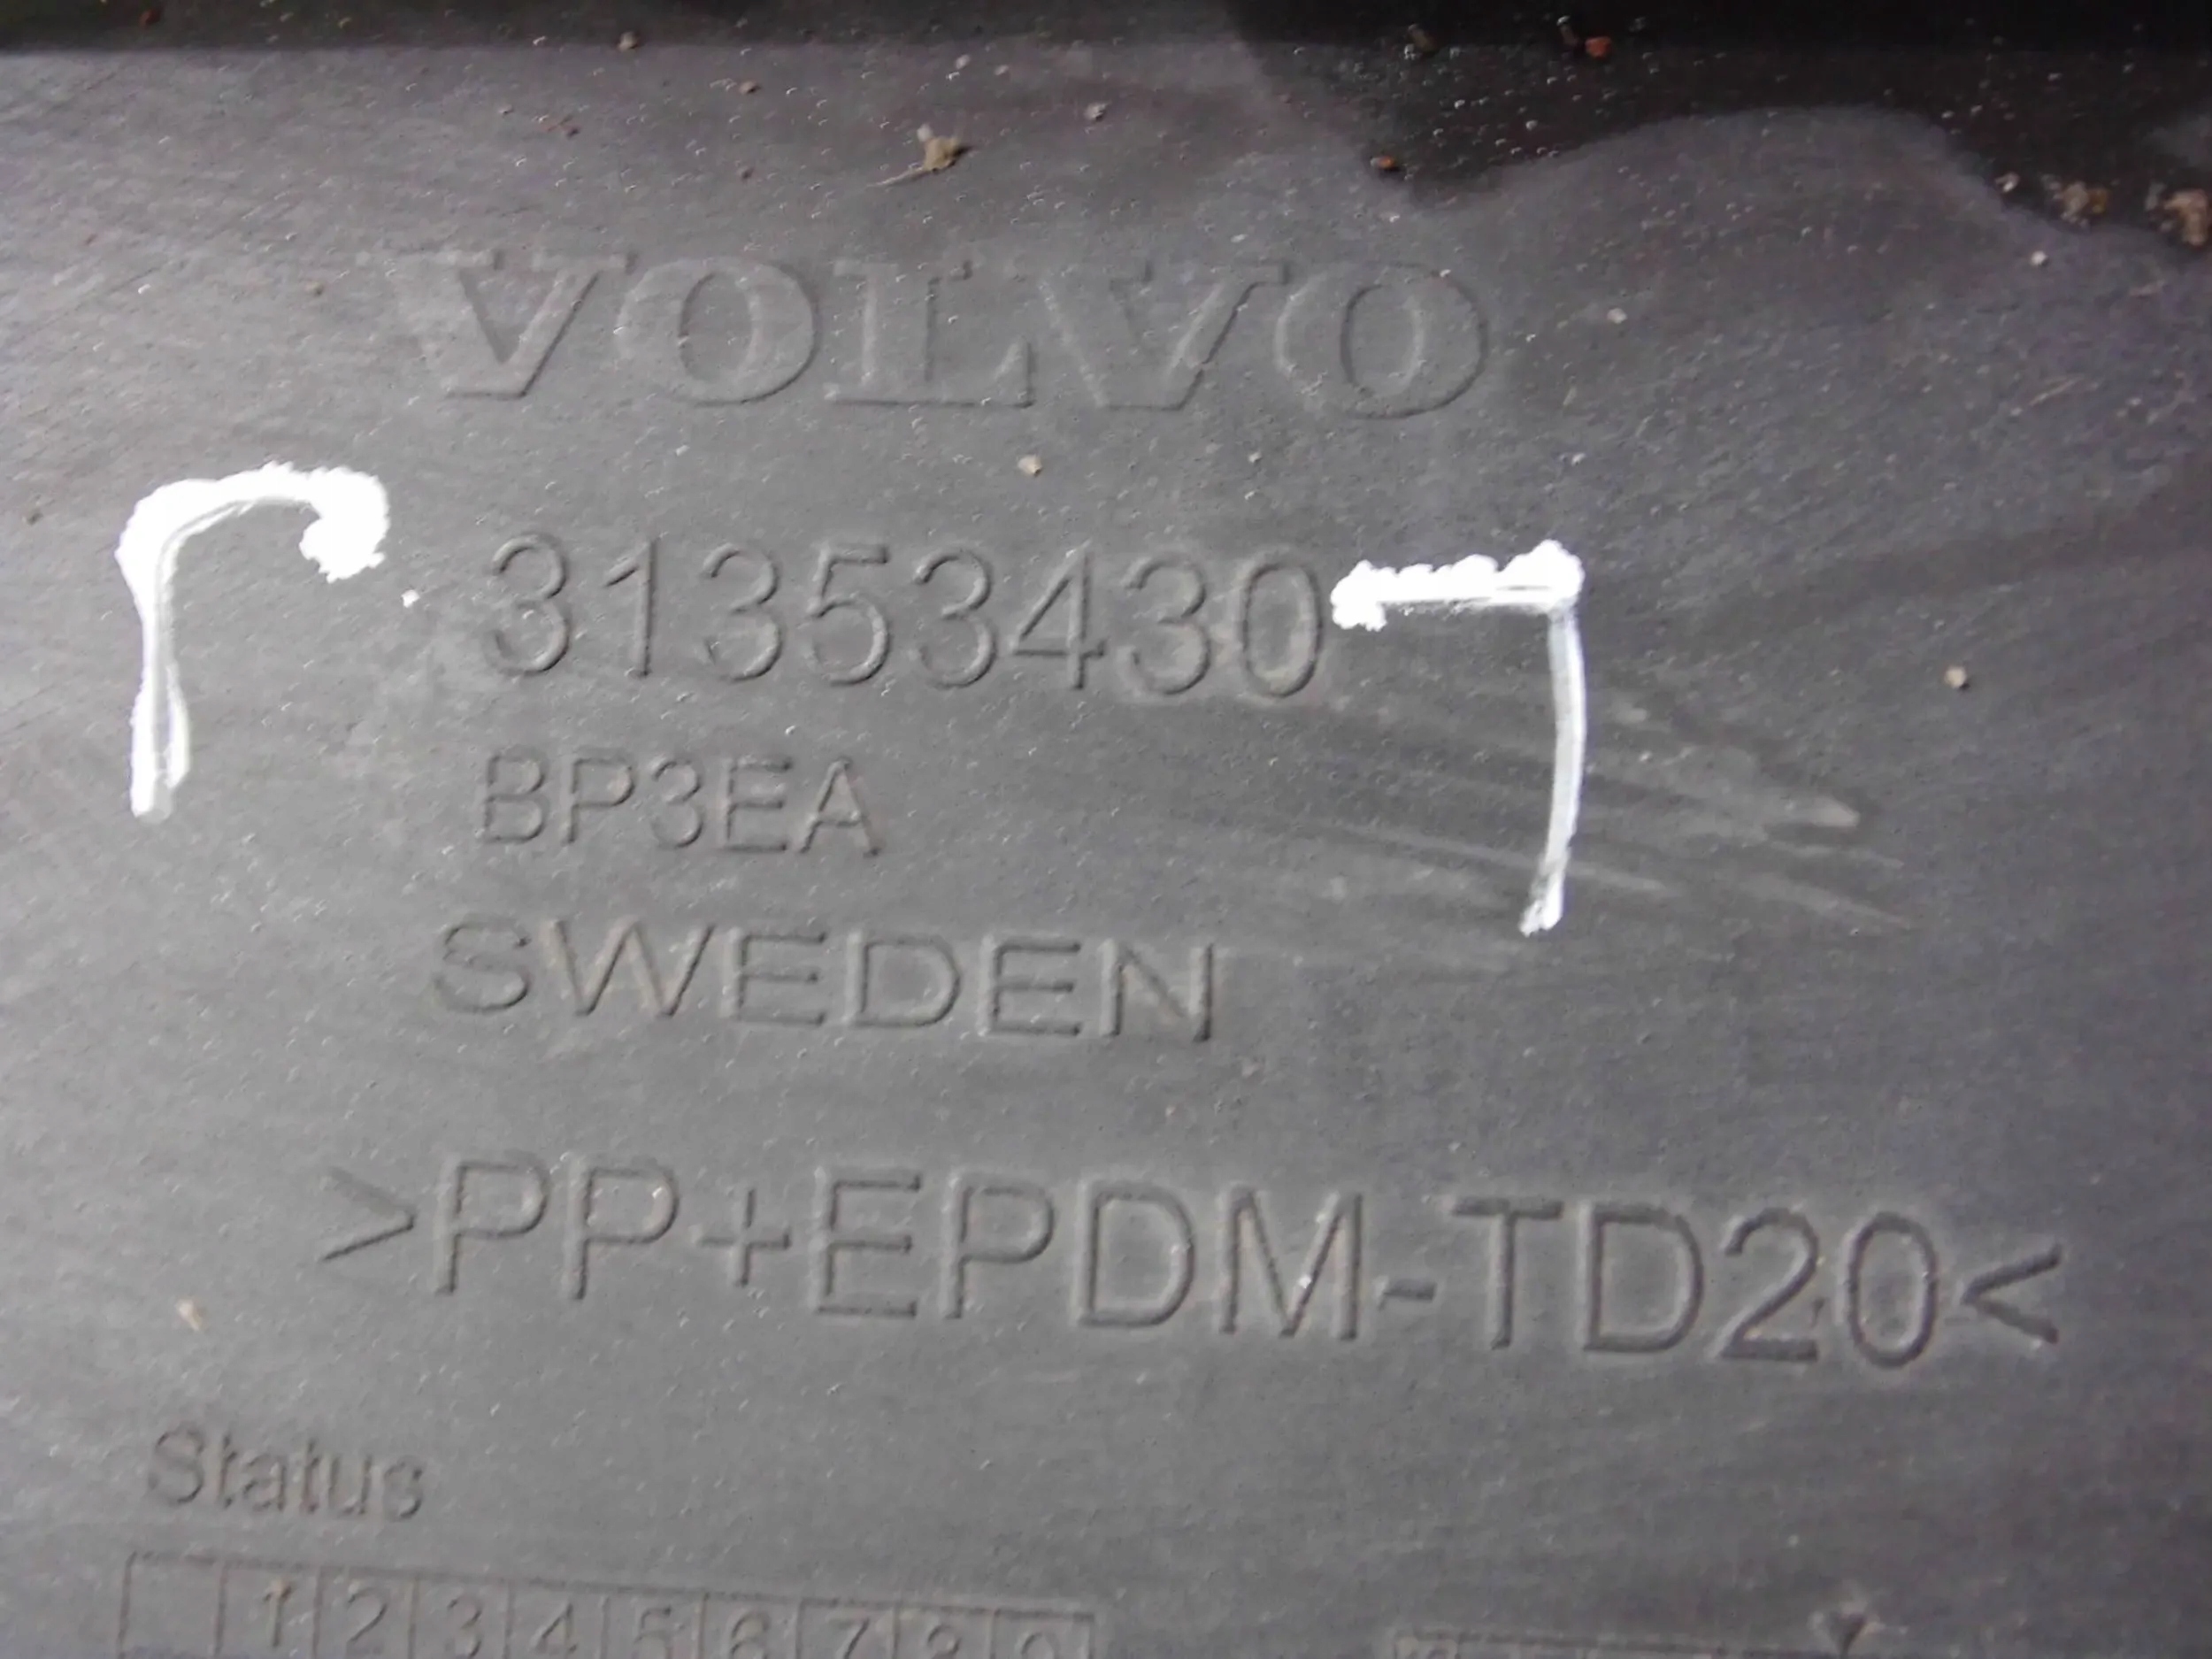 VOLVO
31353430
BP3EA
SWEDEN
>PP+EPDM-TD20<
Status
1 2 3 4 5 6 7 8 9